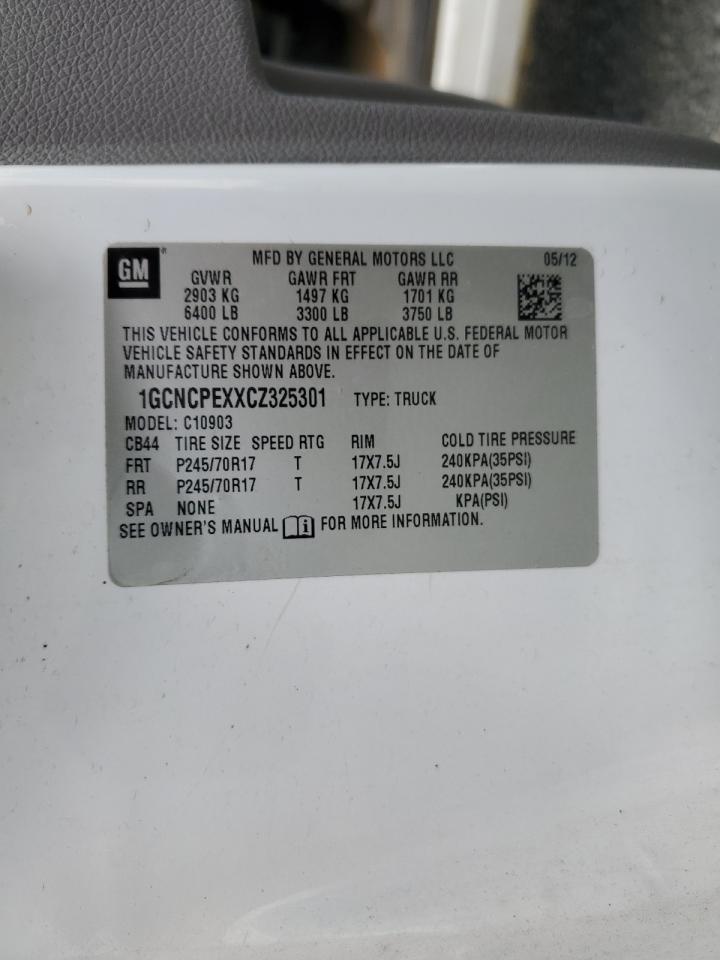 GM
MFD BY GENERAL MOTORS LLC 05/12
GVWR GAWR FRT GAWR RR
2903 KG 1497 KG 1701 KG
6400 LB 3300 LB 3750 LB
THIS VEHICLE CONFORMS TO ALL APPLICABLE U.S. FEDERAL MOTOR
VEHICLE SAFETY STANDARDS IN EFFECT ON THE DATE OF
MANUFACTURE SHOWN ABOVE.
1GCNCPEXXCZ325301 TYPE: TRUCK
MODEL: C10903
CB44 TIRE SIZE SPEED RTG RIM COLD TIRE PRESSURE
FRT P245/70R17 T 17X7.5J 240KPA(35PSI)
RR P245/70R17 T 17X7.5J 240KPA(35PSI)
SPA NONE 17X7.5J KPA(PSI)
SEE OWNER'S MANUAL i FOR MORE INFORMATION.